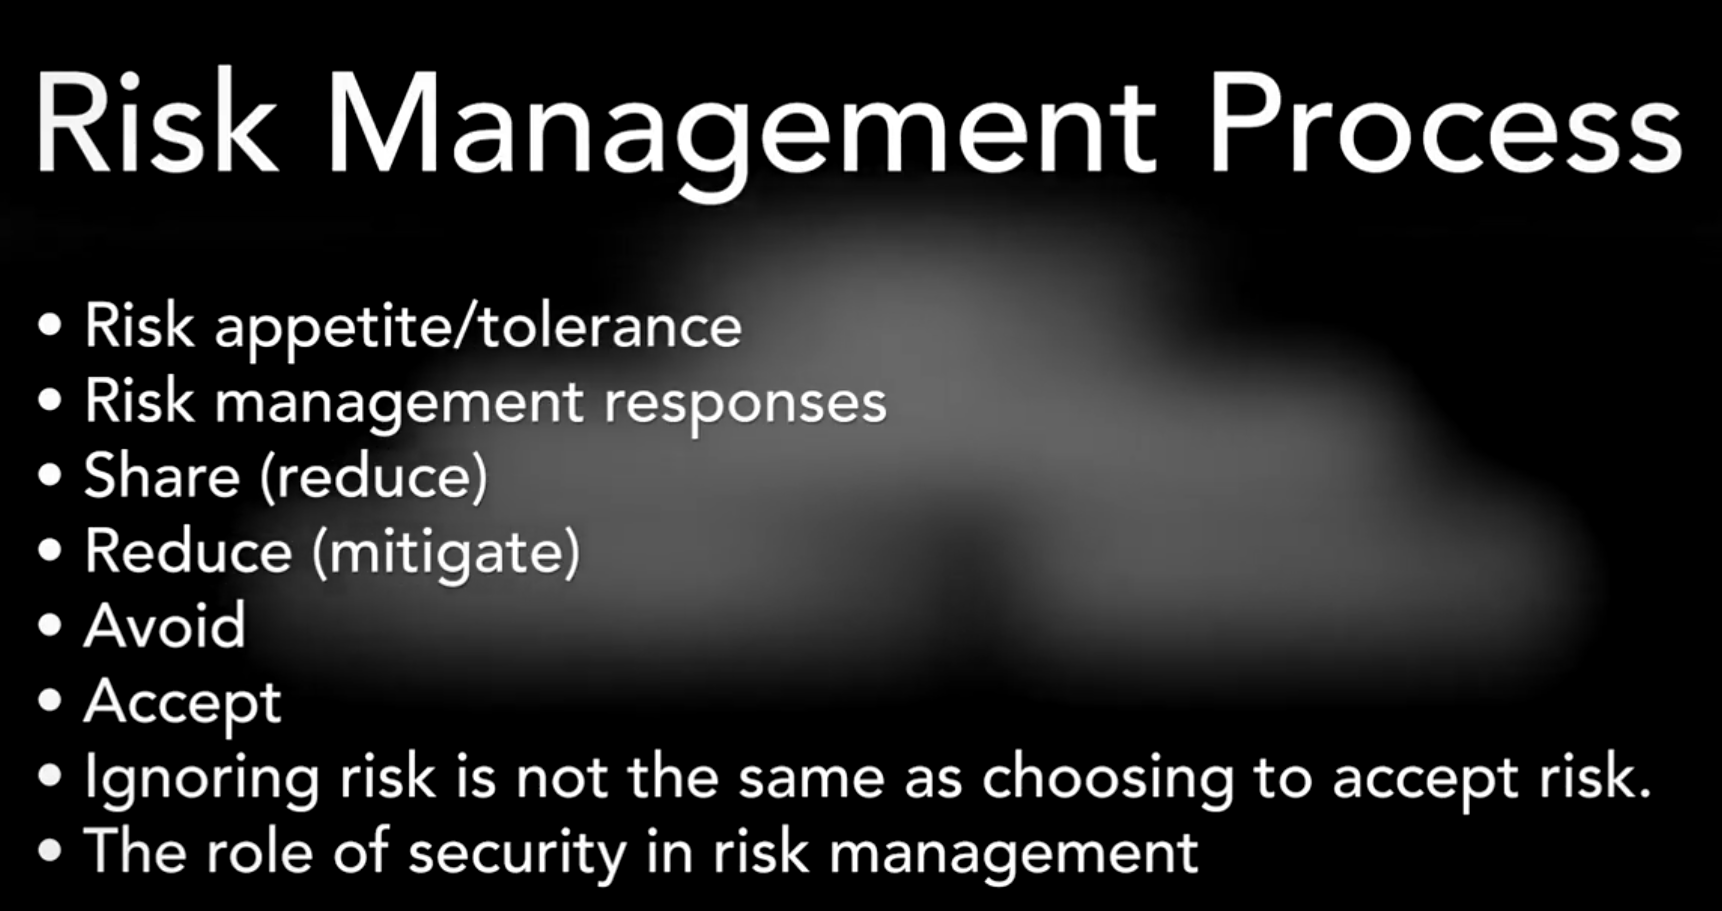 Risk Management Process
• Risk appetite/tolerance
• Risk management responses
• Share (reduce)
• Reduce (mitigate)
• Avoid
• Accept
• Ignoring risk is not the same as choosing to accept risk.
• The role of security in risk management